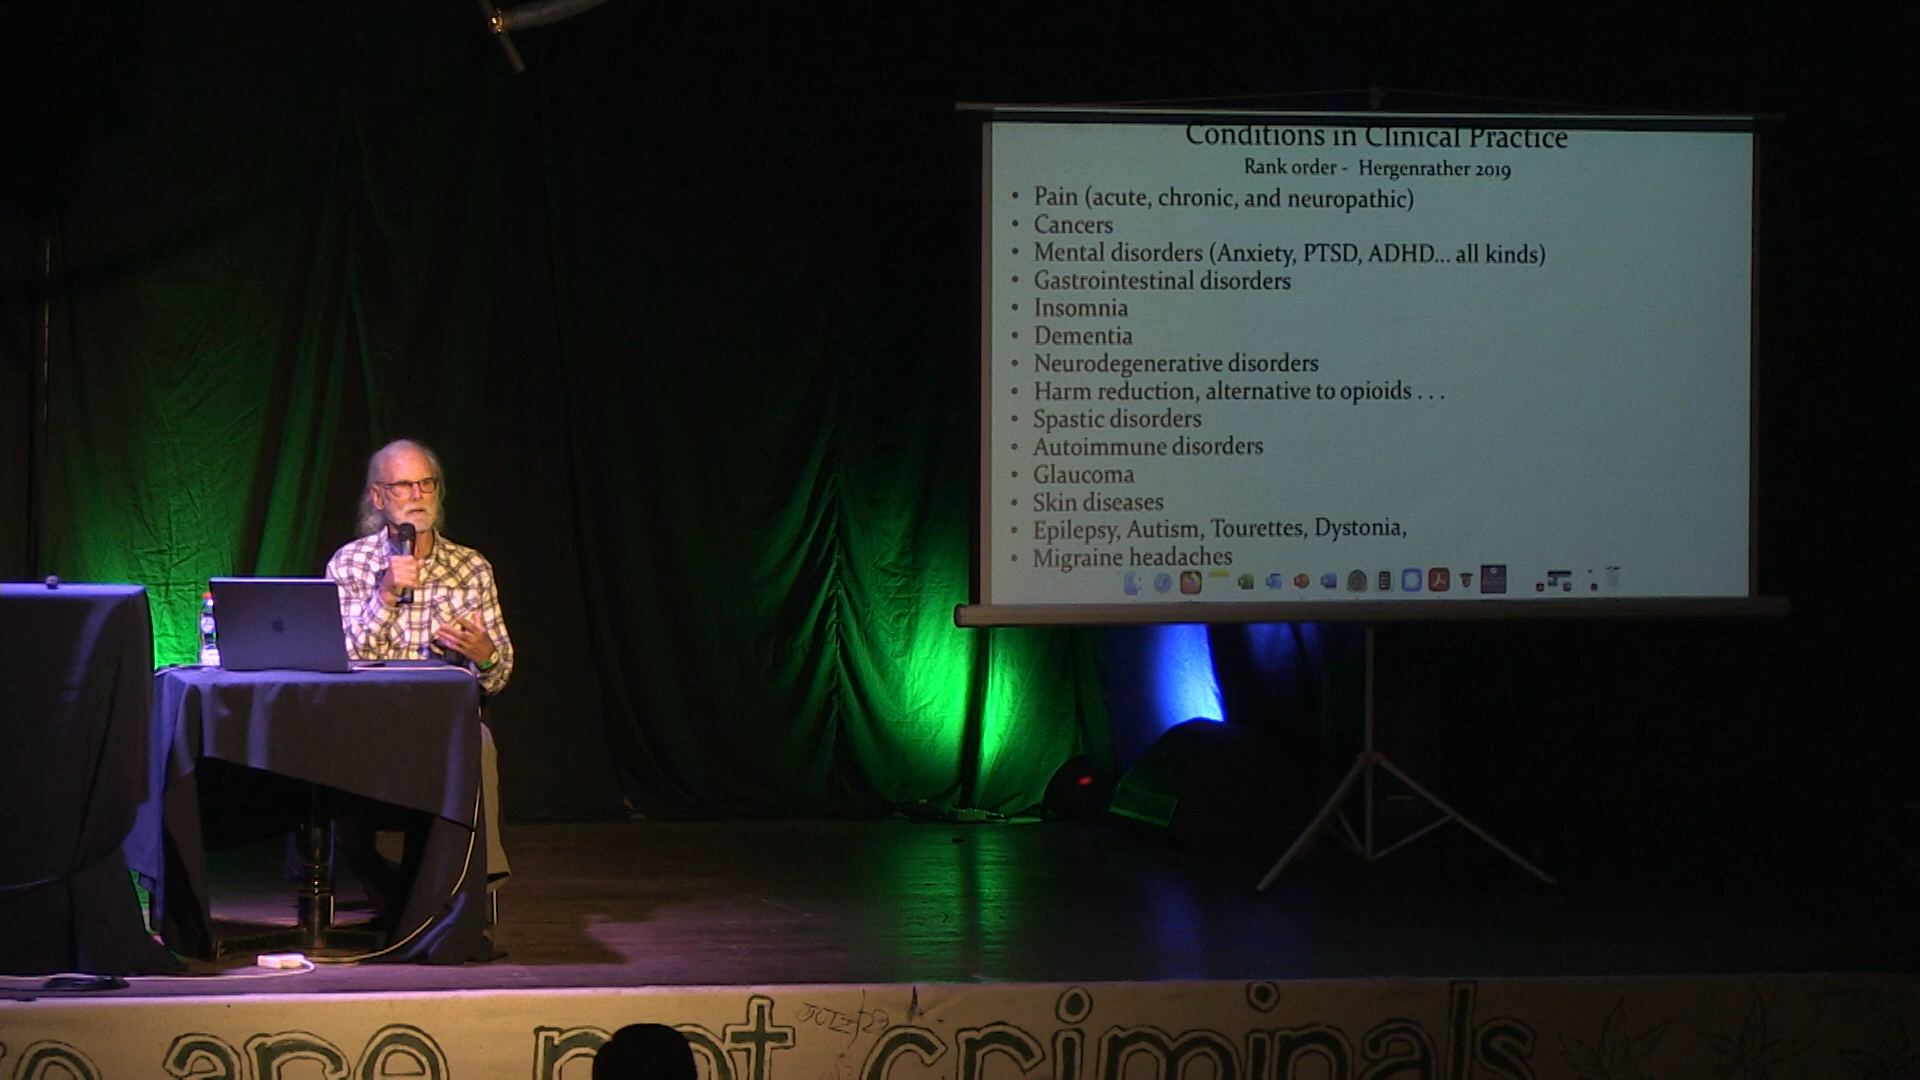 Conditions in Clinical Practice
Rank order - Hergenrather 2019
• Pain (acute, chronic, and neuropathic)
• Cancers
• Mental disorders (Anxiety, PTSD, ADHD... all kinds)
• Gastrointestinal disorders
• Insomnia
• Dementia
• Neurodegenerative disorders
• Harm reduction, alternative to opioids . . .
• Spastic disorders
• Autoimmune disorders
• Glaucoma
• Skin diseases
• Epilepsy, Autism, Tourettes, Dystonia,
• Migraine headaches
are not criminals